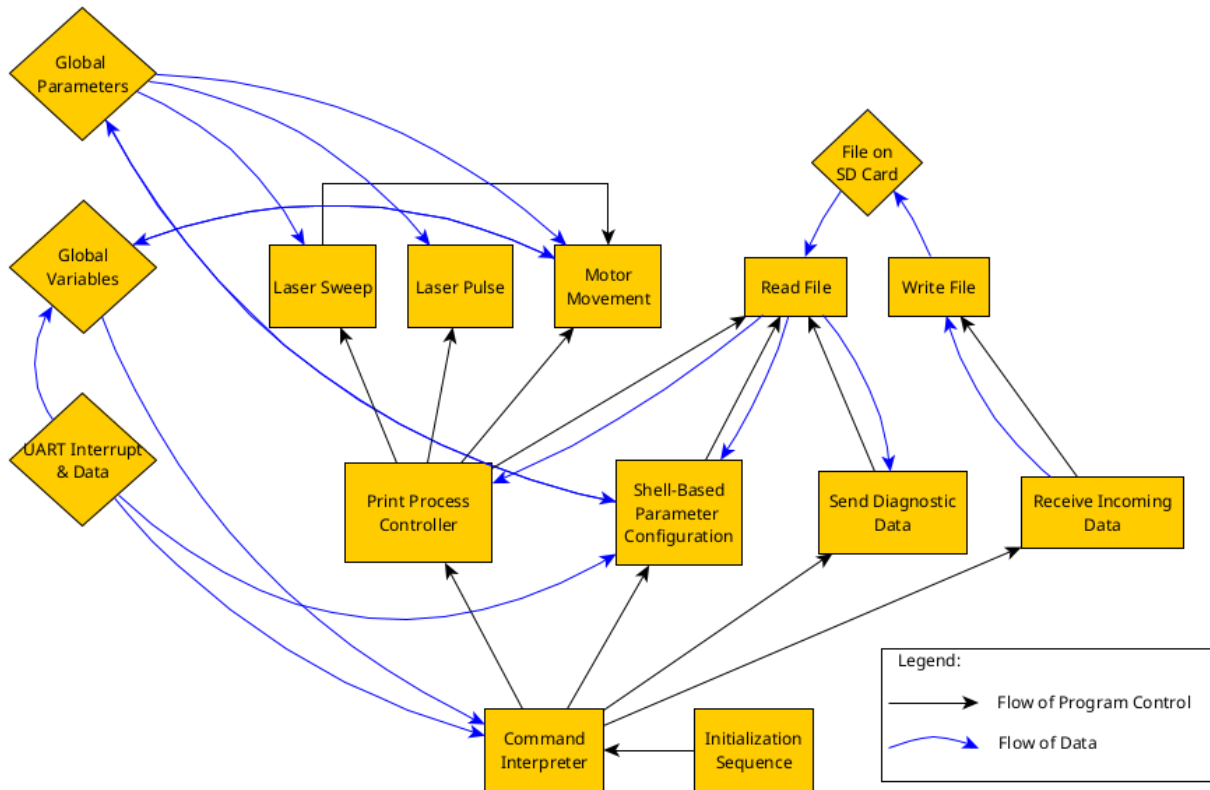 Global
Parameters
File on
SD Card
Global
Variables
Laser Sweep
Laser Pulse
Motor
Movement
Read File
Write File
UART Interrupt
& Data
Print Process
Controller
Shell-Based
Parameter
Configuration
Send Diagnostic
Data
Receive Incoming
Data
Legend:
Flow of Program Control
Flow of Data
Command
Interpreter
Initialization
Sequence